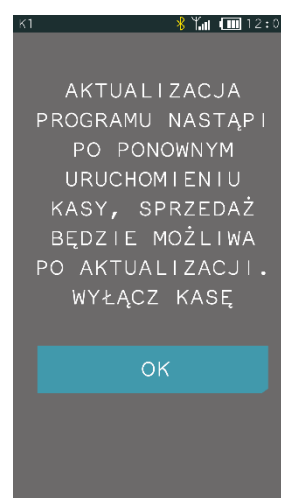 K1 12:0
AKTUALIZACJA
PROGRAMU NASTĄPI
PO PONOWNYM
URUCHOMIENIU
KASY, SPRZEDAŻ
BĘDZIE MOŻLIWA
PO AKTUALIZACJI.
WYŁĄCZ KASĘ
OK